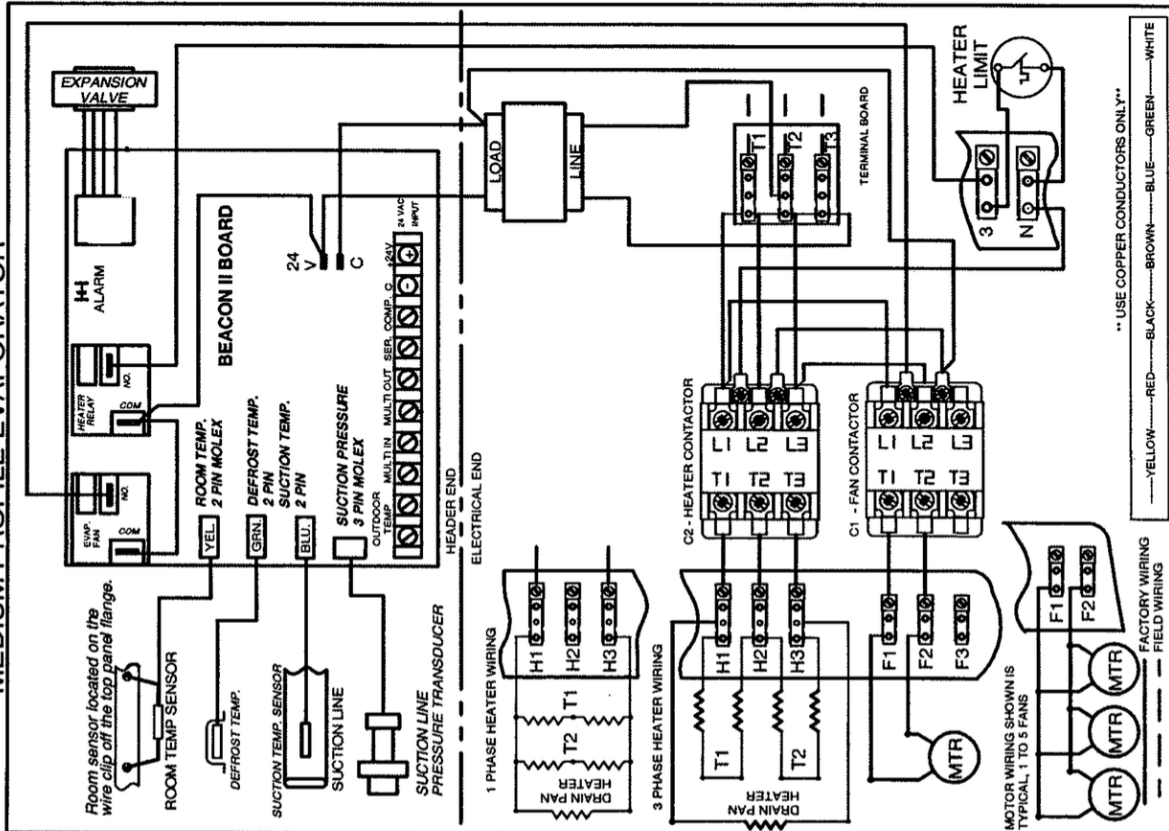 EXPANSION
VALVE
ALARM
BEACON II BOARD
HEATER
RELAY
NO.
COM
EVAP.
FAN
NO.
COM
24
V
C
24 VAC
INPUT
OUTDOOR
TEMP
MULTI IN
MULTI OUT
SER.
COMP.
C
+24V
YEL.
ROOM TEMP.
2 PIN MOLEX
GRN.
DEFROST TEMP.
2 PIN
BLU.
SUCTION TEMP.
2 PIN
SUCTION PRESSURE
3 PIN MOLEX
Room sensor located on the
wire clip off the top panel flange.
ROOM TEMP SENSOR
DEFROST TEMP.
SUCTION TEMP. SENSOR
SUCTION LINE
SUCTION LINE
PRESSURE TRANSDUCER
HEADER END
ELECTRICAL END
LOAD
LINE
T1
T2
T3
TERMINAL BOARD
HEATER
LIMIT
3
N
1 PHASE HEATER WIRING
H1
H2
H3
T1
T2
DRAIN PAN
HEATER
3 PHASE HEATER WIRING
H1
H2
H3
T1
T2
DRAIN PAN
HEATER
F1
F2
F3
MTR
C2 - HEATER CONTACTOR
L1
L2
L3
T1
T2
T3
C1 - FAN CONTACTOR
L1
L2
L3
T1
T2
T3
MOTOR WIRING SHOWN IS
TYPICAL, 1 TO 5 FANS
F1
F2
MTR
MTR
MTR
FACTORY WIRING
FIELD WIRING
** USE COPPER CONDUCTORS ONLY**
YELLOW RED BLACK BROWN BLUE GREEN WHITE